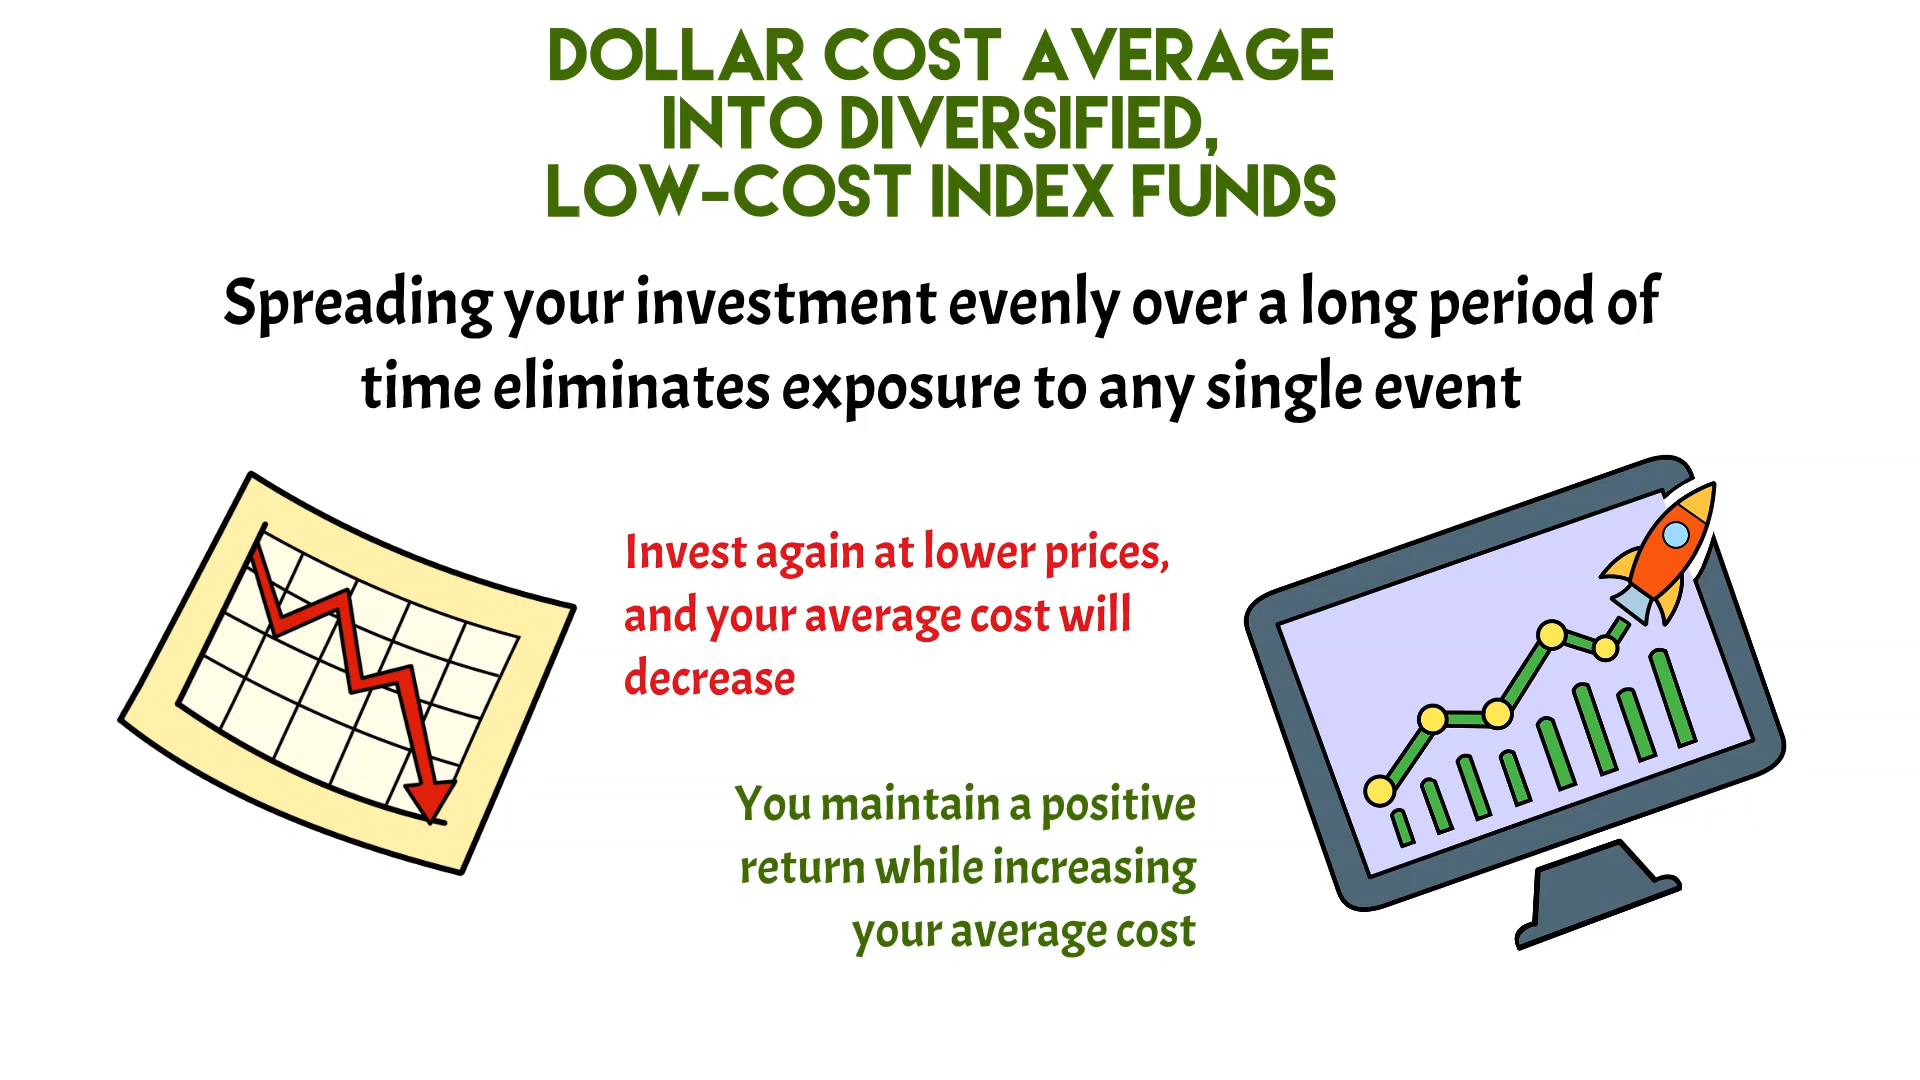 DOLLAR COST AVERAGE
INTO DIVERSIFIED,
LOW-COST INDEX FUNDS
Spreading your investment evenly over a long period of
time eliminates exposure to any single event
Invest again at lower prices,
and your average cost will
decrease
You maintain a positive
return while increasing
your average cost